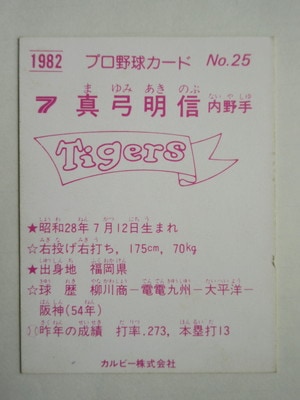 1982 プロ野球カード No.25
ま ゆみ あき のぶ ない や しゅ
7 真弓明信 内野手
Tigers
★昭和28年7月12日生まれ
☆右投げ右打ち, 175cm, 70kg
★出身地 福岡県
☆球 歴 柳川商－電電九州－太平洋－
阪神(54年)
昨年の成績 打率.273, 本塁打13
カルビー株式会社